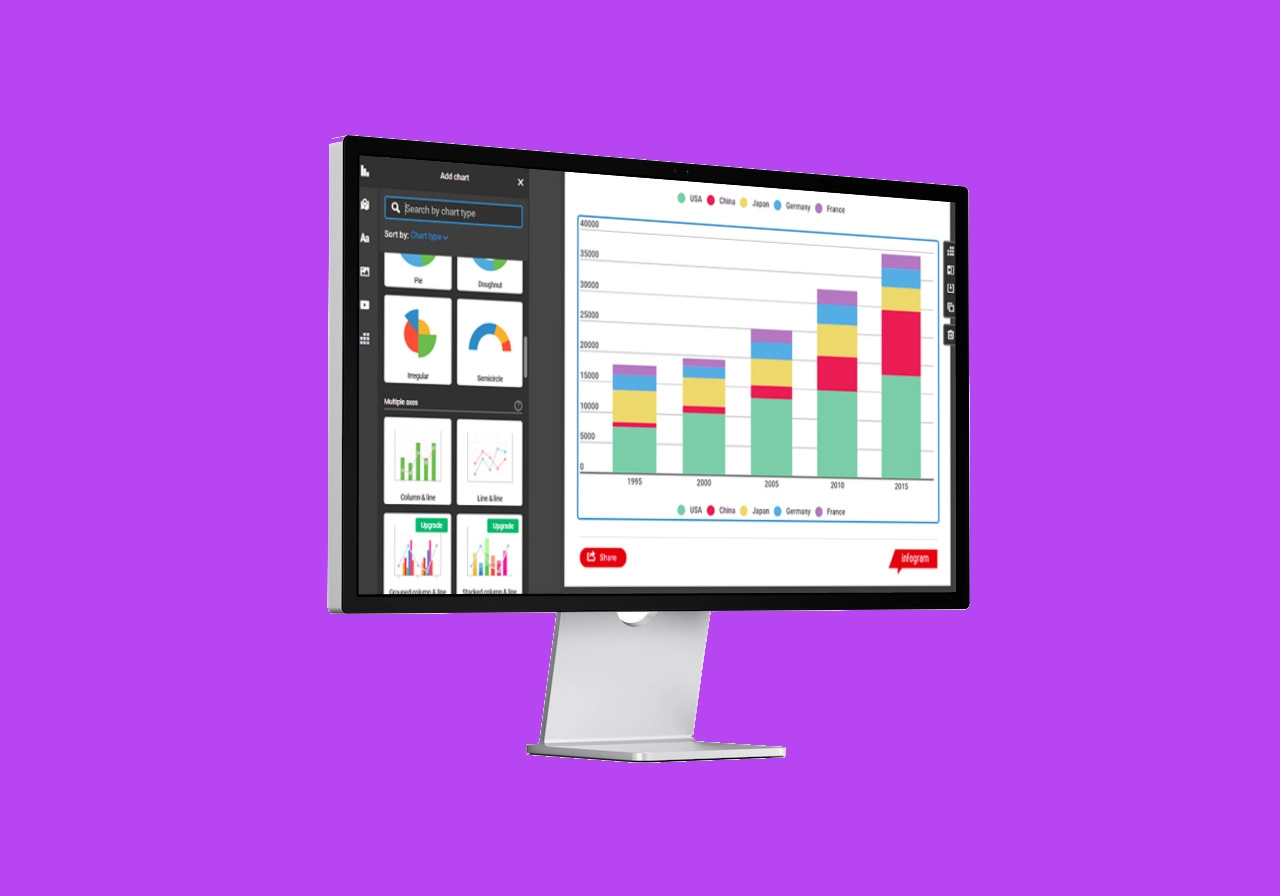 Add chart
Search by chart type
Sort by: Chart type
Pie
Doughnut
Irregular
Semicircle
Multiple axes
Column & line
Line & line
Upgrade
Upgrade
Grouped column & line
Stacked column & line
Aa
USA China Japan Germany France
40000
35000
30000
25000
20000
15000
10000
5000
0
1995 2000 2005 2010 2015
USA China Japan Germany France
Share
infogram